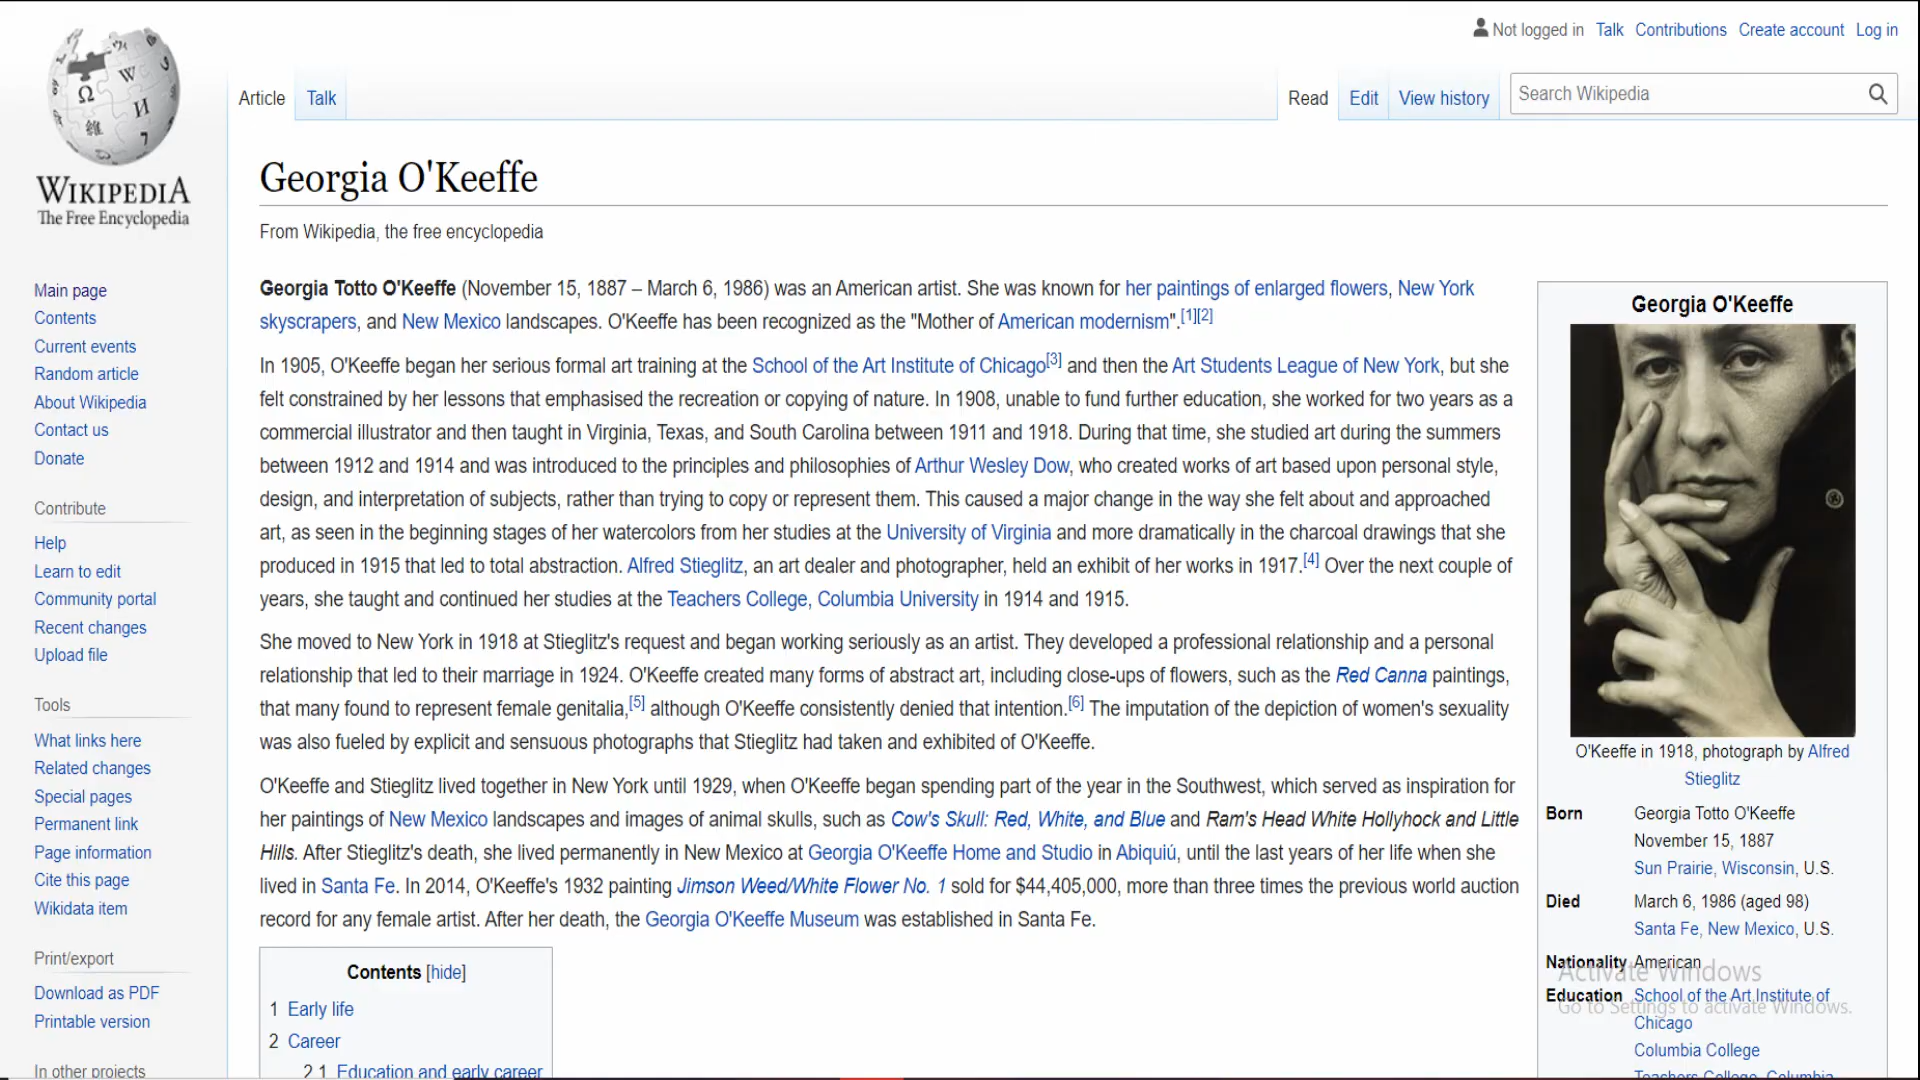 Not logged in Talk Contributions Create account Log in
Article Talk Read Edit View history Search Wikipedia
WIKIPEDIA
The Free Encyclopedia
Main page
Contents
Current events
Random article
About Wikipedia
Contact us
Donate
Contribute
Help
Learn to edit
Community portal
Recent changes
Upload file
Tools
What links here
Related changes
Special pages
Permanent link
Page information
Cite this page
Wikidata item
Print/export
Download as PDF
Printable version
In other projects
Georgia O'Keeffe
From Wikipedia, the free encyclopedia
Georgia Totto O'Keeffe (November 15, 1887 – March 6, 1986) was an American artist. She was known for her paintings of enlarged flowers, New York
skyscrapers, and New Mexico landscapes. O'Keeffe has been recognized as the "Mother of American modernism".[1][2]
In 1905, O'Keeffe began her serious formal art training at the School of the Art Institute of Chicago[3] and then the Art Students League of New York, but she
felt constrained by her lessons that emphasised the recreation or copying of nature. In 1908, unable to fund further education, she worked for two years as a
commercial illustrator and then taught in Virginia, Texas, and South Carolina between 1911 and 1918. During that time, she studied art during the summers
between 1912 and 1914 and was introduced to the principles and philosophies of Arthur Wesley Dow, who created works of art based upon personal style,
design, and interpretation of subjects, rather than trying to copy or represent them. This caused a major change in the way she felt about and approached
art, as seen in the beginning stages of her watercolors from her studies at the University of Virginia and more dramatically in the charcoal drawings that she
produced in 1915 that led to total abstraction. Alfred Stieglitz, an art dealer and photographer, held an exhibit of her works in 1917.[4] Over the next couple of
years, she taught and continued her studies at the Teachers College, Columbia University in 1914 and 1915.
She moved to New York in 1918 at Stieglitz's request and began working seriously as an artist. They developed a professional relationship and a personal
relationship that led to their marriage in 1924. O'Keeffe created many forms of abstract art, including close-ups of flowers, such as the Red Canna paintings,
that many found to represent female genitalia,[5] although O'Keeffe consistently denied that intention.[6] The imputation of the depiction of women's sexuality
was also fueled by explicit and sensuous photographs that Stieglitz had taken and exhibited of O'Keeffe.
O'Keeffe and Stieglitz lived together in New York until 1929, when O'Keeffe began spending part of the year in the Southwest, which served as inspiration for
her paintings of New Mexico landscapes and images of animal skulls, such as Cow's Skull: Red, White, and Blue and Ram's Head White Hollyhock and Little
Hills. After Stieglitz's death, she lived permanently in New Mexico at Georgia O'Keeffe Home and Studio in Abiquiú, until the last years of her life when she
lived in Santa Fe. In 2014, O'Keeffe's 1932 painting Jimson Weed/White Flower No. 1 sold for $44,405,000, more than three times the previous world auction
record for any female artist. After her death, the Georgia O'Keeffe Museum was established in Santa Fe.
Contents [hide]
1 Early life
2 Career
2.1 Education and early career
Georgia O'Keeffe
O'Keeffe in 1918, photograph by Alfred
Stieglitz
Born Georgia Totto O'Keeffe
November 15, 1887
Sun Prairie, Wisconsin, U.S.
Died March 6, 1986 (aged 98)
Santa Fe, New Mexico, U.S.
Nationality American
Education School of the Art Institute of
Chicago
Columbia College
Teachers College, Columbia
Activate Windows
Go to Settings to activate Windows.